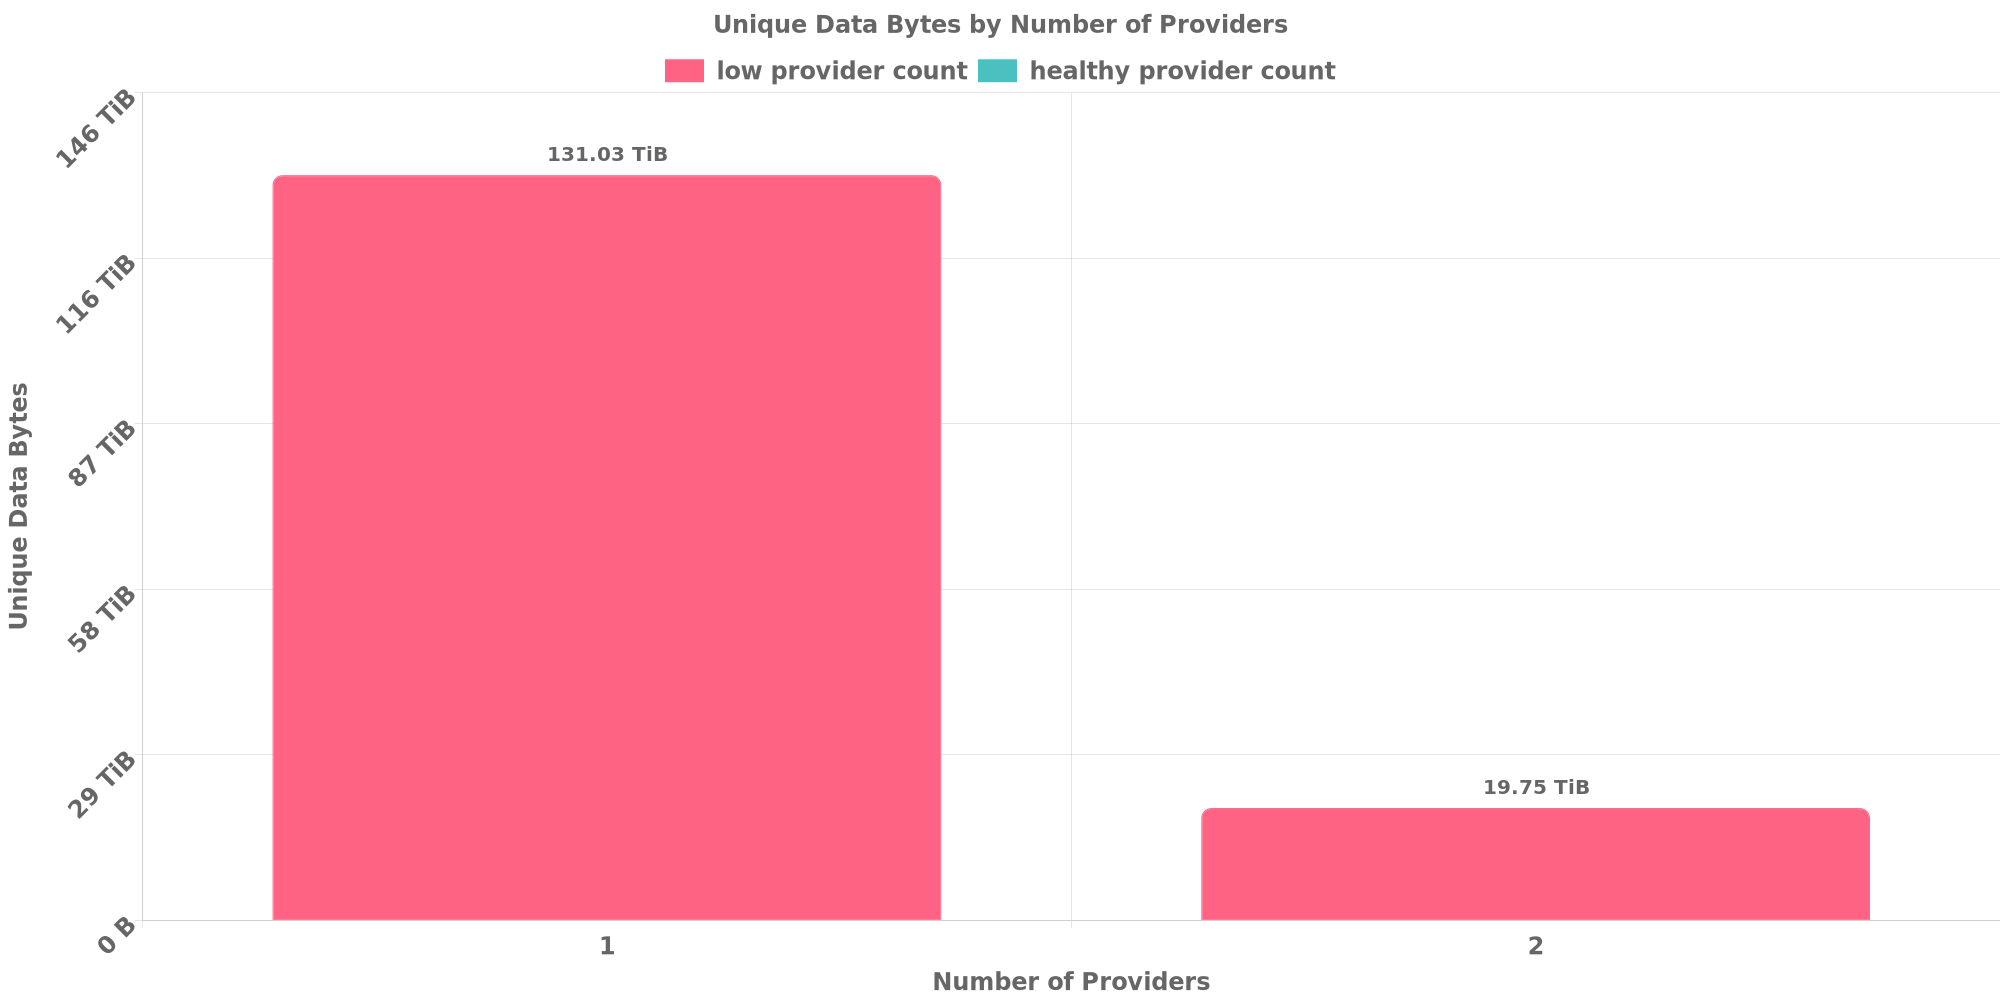 Unique Data Bytes by Number of Providers
low provider count healthy provider count
146 TiB
131.03 TiB
116 TiB
87 TiB
Unique Data Bytes
58 TiB
29 TiB
19.75 TiB
0 B
1 2
Number of Providers